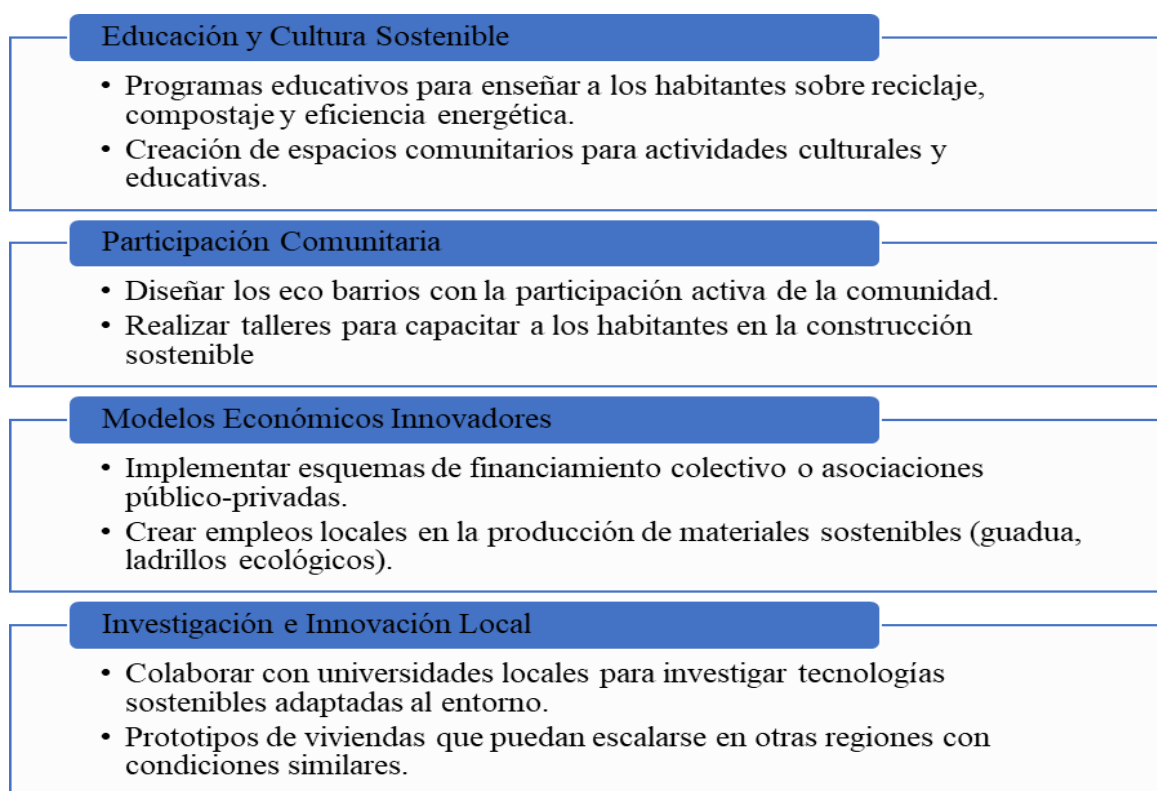 Educación y Cultura Sostenible
• Programas educativos para enseñar a los habitantes sobre reciclaje,
compostaje y eficiencia energética.
• Creación de espacios comunitarios para actividades culturales y
educativas.
Participación Comunitaria
• Diseñar los eco barrios con la participación activa de la comunidad.
• Realizar talleres para capacitar a los habitantes en la construcción
sostenible
Modelos Económicos Innovadores
• Implementar esquemas de financiamiento colectivo o asociaciones
público-privadas.
• Crear empleos locales en la producción de materiales sostenibles (guadua,
ladrillos ecológicos).
Investigación e Innovación Local
• Colaborar con universidades locales para investigar tecnologías
sostenibles adaptadas al entorno.
• Prototipos de viviendas que puedan escalarse en otras regiones con
condiciones similares.